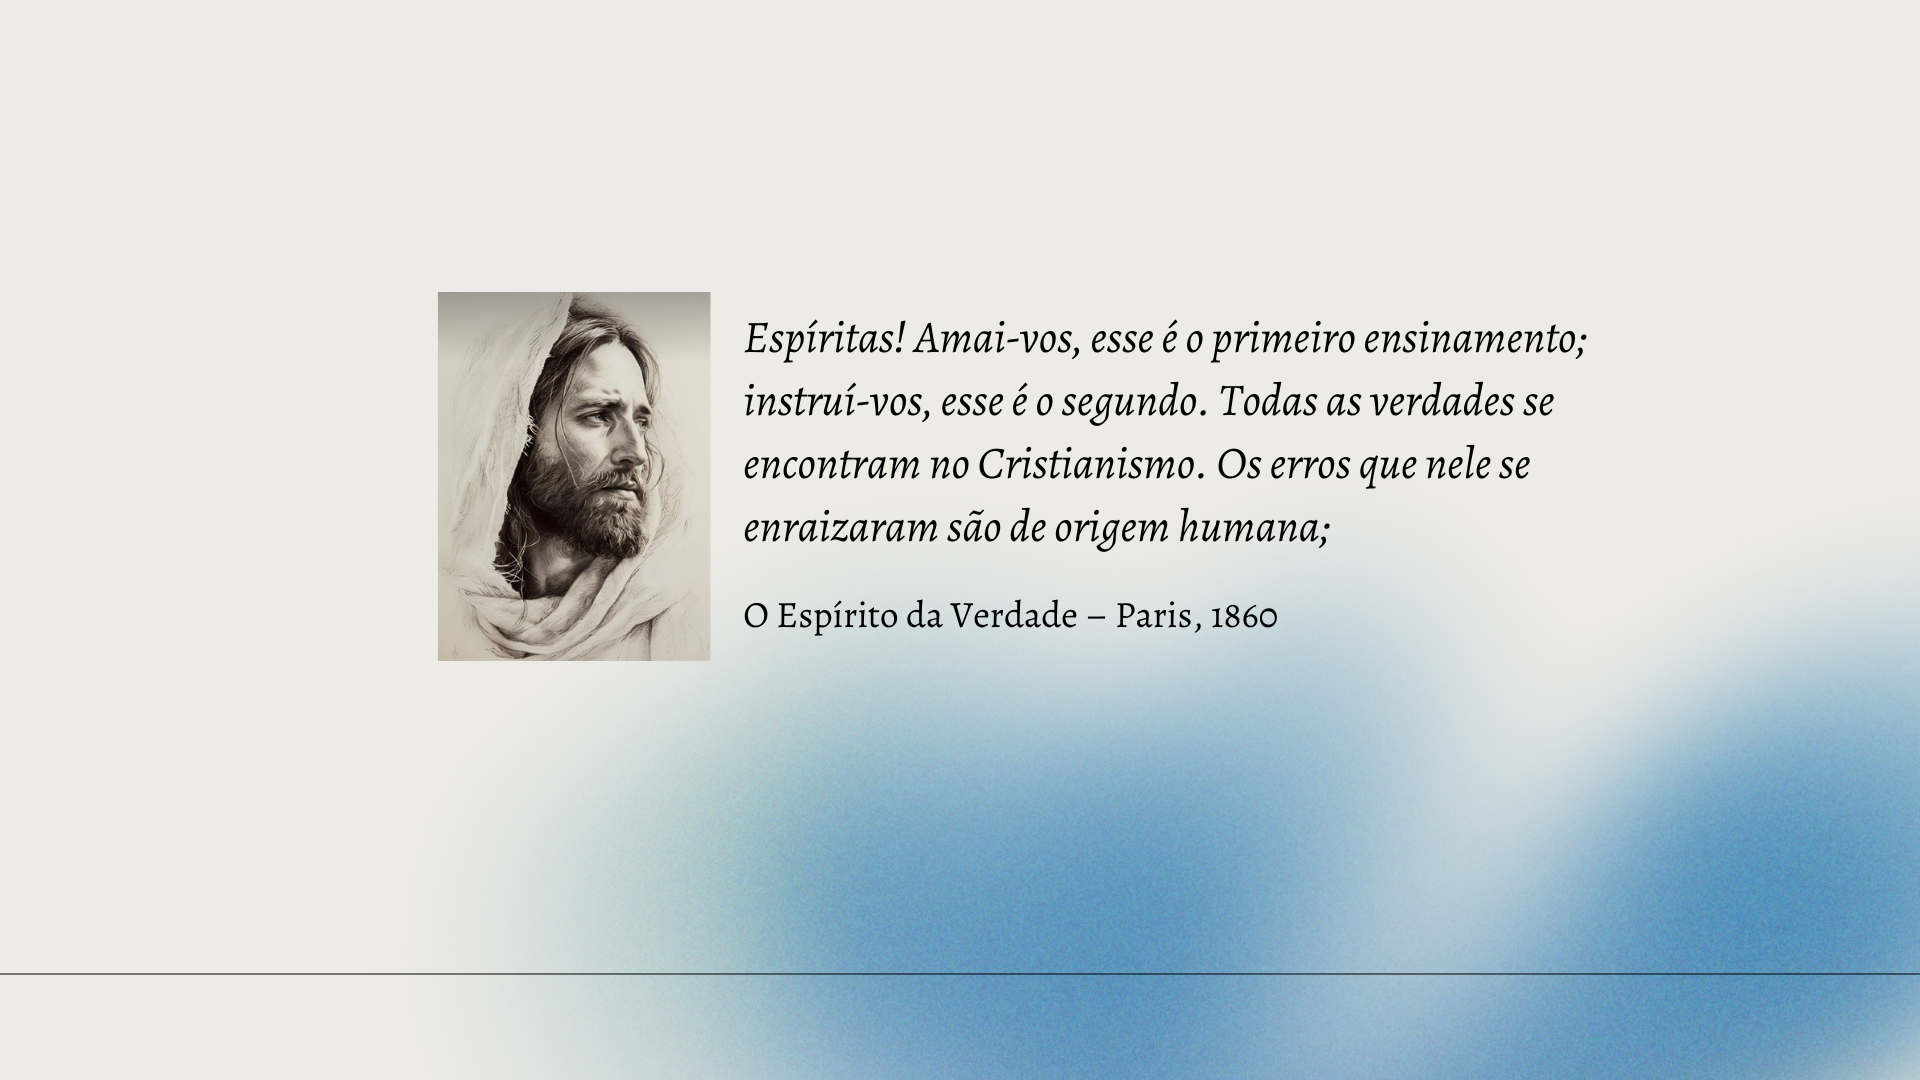 Espíritas! Amai-vos, esse é o primeiro ensinamento;
instruí-vos, esse é o segundo. Todas as verdades se
encontram no Cristianismo. Os erros que nele se
enraizaram são de origem humana;
O Espírito da Verdade – Paris, 1860